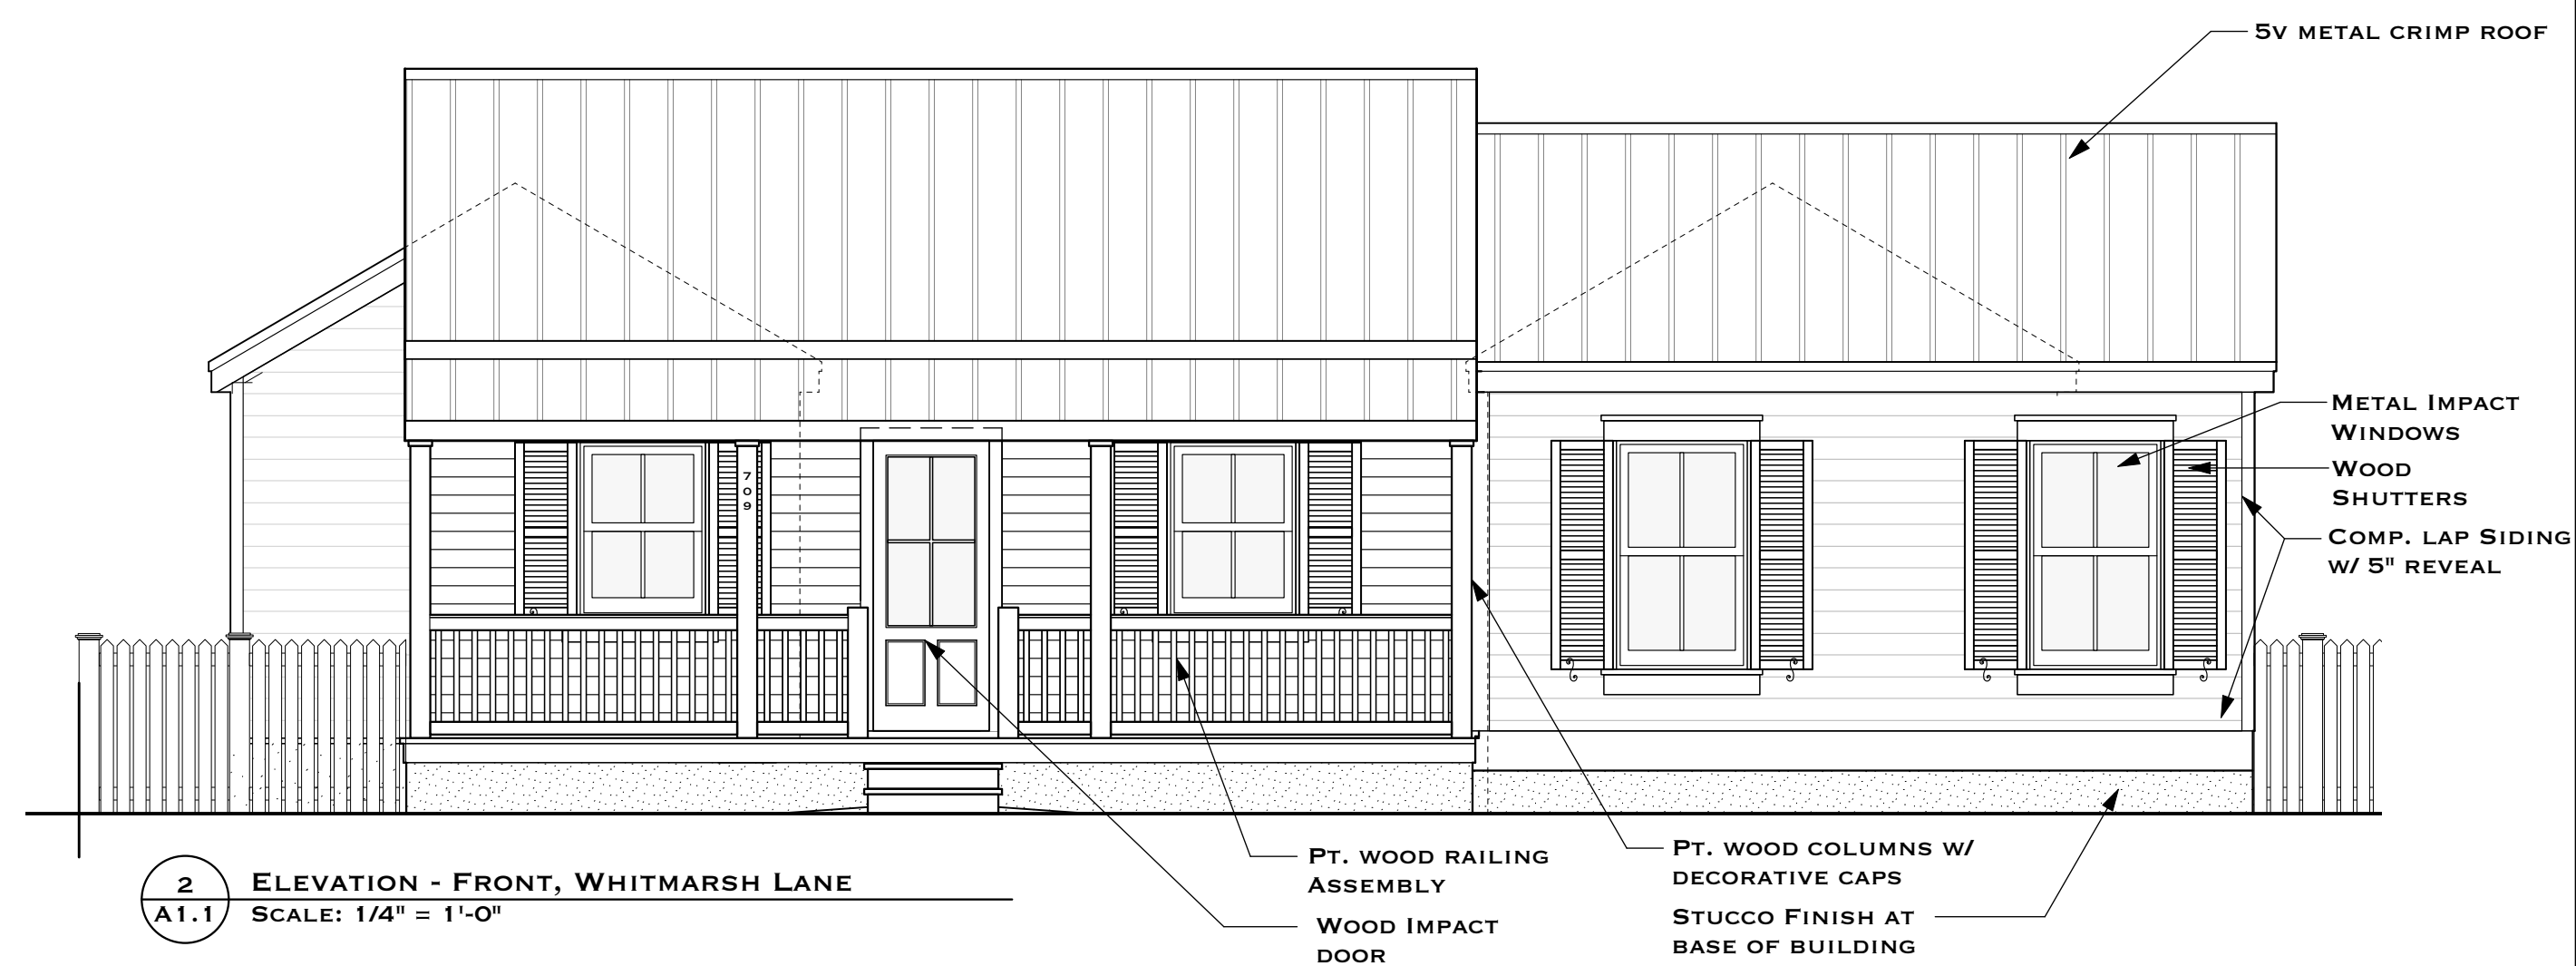 5V METAL CRIMP ROOF
METAL IMPACT
WINDOWS
WOOD
SHUTTERS
COMP. LAP SIDING
W/ 5" REVEAL
7
0
9
PT. WOOD RAILING
ASSEMBLY
WOOD IMPACT
DOOR
PT. WOOD COLUMNS W/
DECORATIVE CAPS
STUCCO FINISH AT
BASE OF BUILDING
2
A1.1
ELEVATION - FRONT, WHITMARSH LANE
SCALE: 1/4" = 1'-0"